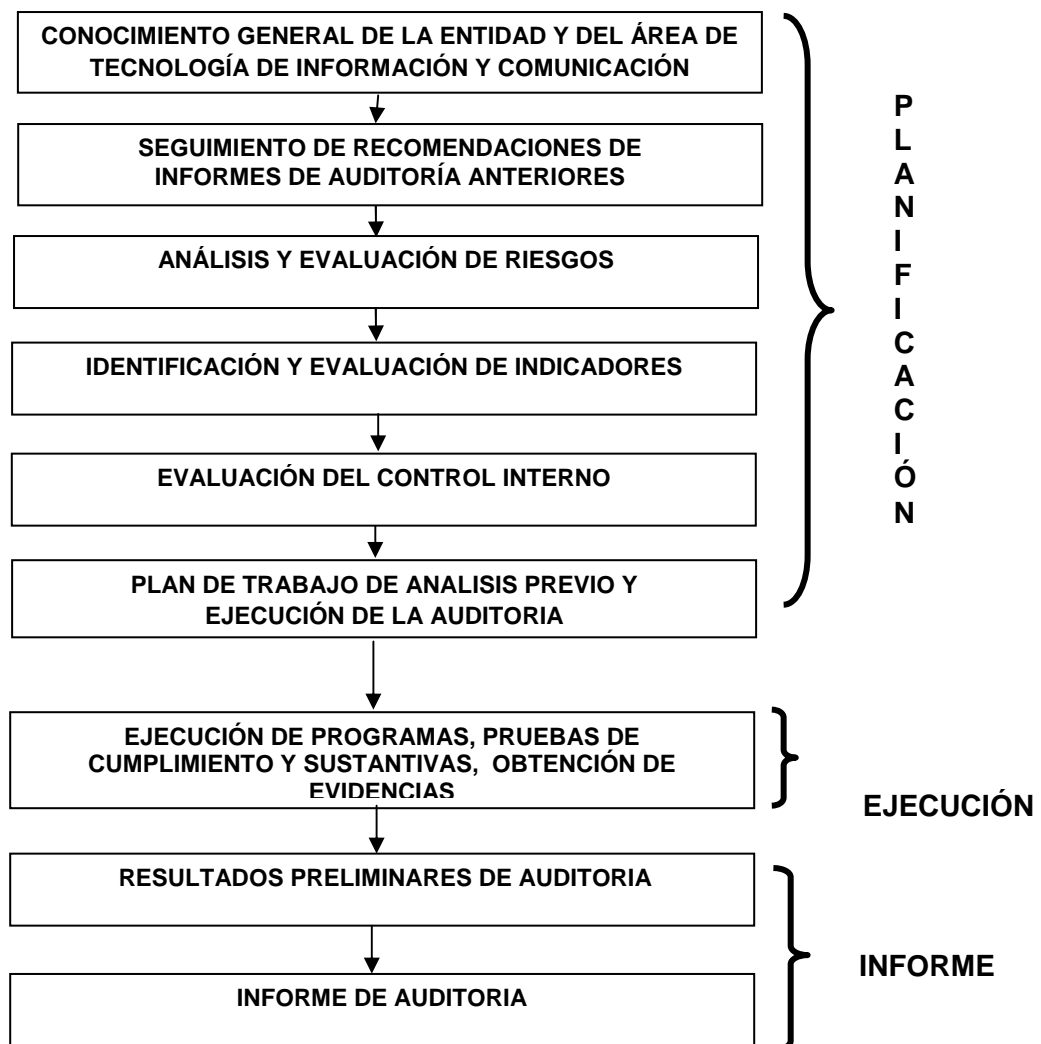 CONOCIMIENTO GENERAL DE LA ENTIDAD Y DEL ÁREA DE
TECNOLOGÍA DE INFORMACIÓN Y COMUNICACIÓN
SEGUIMIENTO DE RECOMENDACIONES DE
INFORMES DE AUDITORÍA ANTERIORES
ANÁLISIS Y EVALUACIÓN DE RIESGOS
IDENTIFICACIÓN Y EVALUACIÓN DE INDICADORES
EVALUACIÓN DEL CONTROL INTERNO
PLAN DE TRABAJO DE ANALISIS PREVIO Y
EJECUCIÓN DE LA AUDITORIA
P
L
A
N
I
F
I
C
A
C
I
Ó
N
EJECUCIÓN DE PROGRAMAS, PRUEBAS DE
CUMPLIMIENTO Y SUSTANTIVAS, OBTENCIÓN DE
EVIDENCIAS
EJECUCIÓN
RESULTADOS PRELIMINARES DE AUDITORIA
INFORME DE AUDITORIA
INFORME